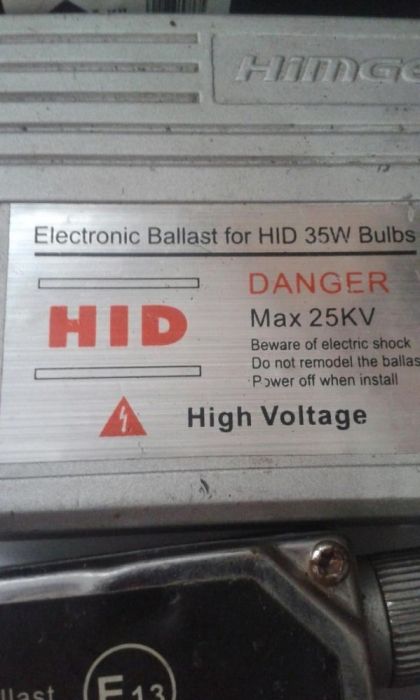 Electronic Ballast for HID 35W Bulbs
DANGER
HID
Max 25KV
Beware of electric shock
Do not remodel the ballas
Power off when install
High Voltage
llast
E13